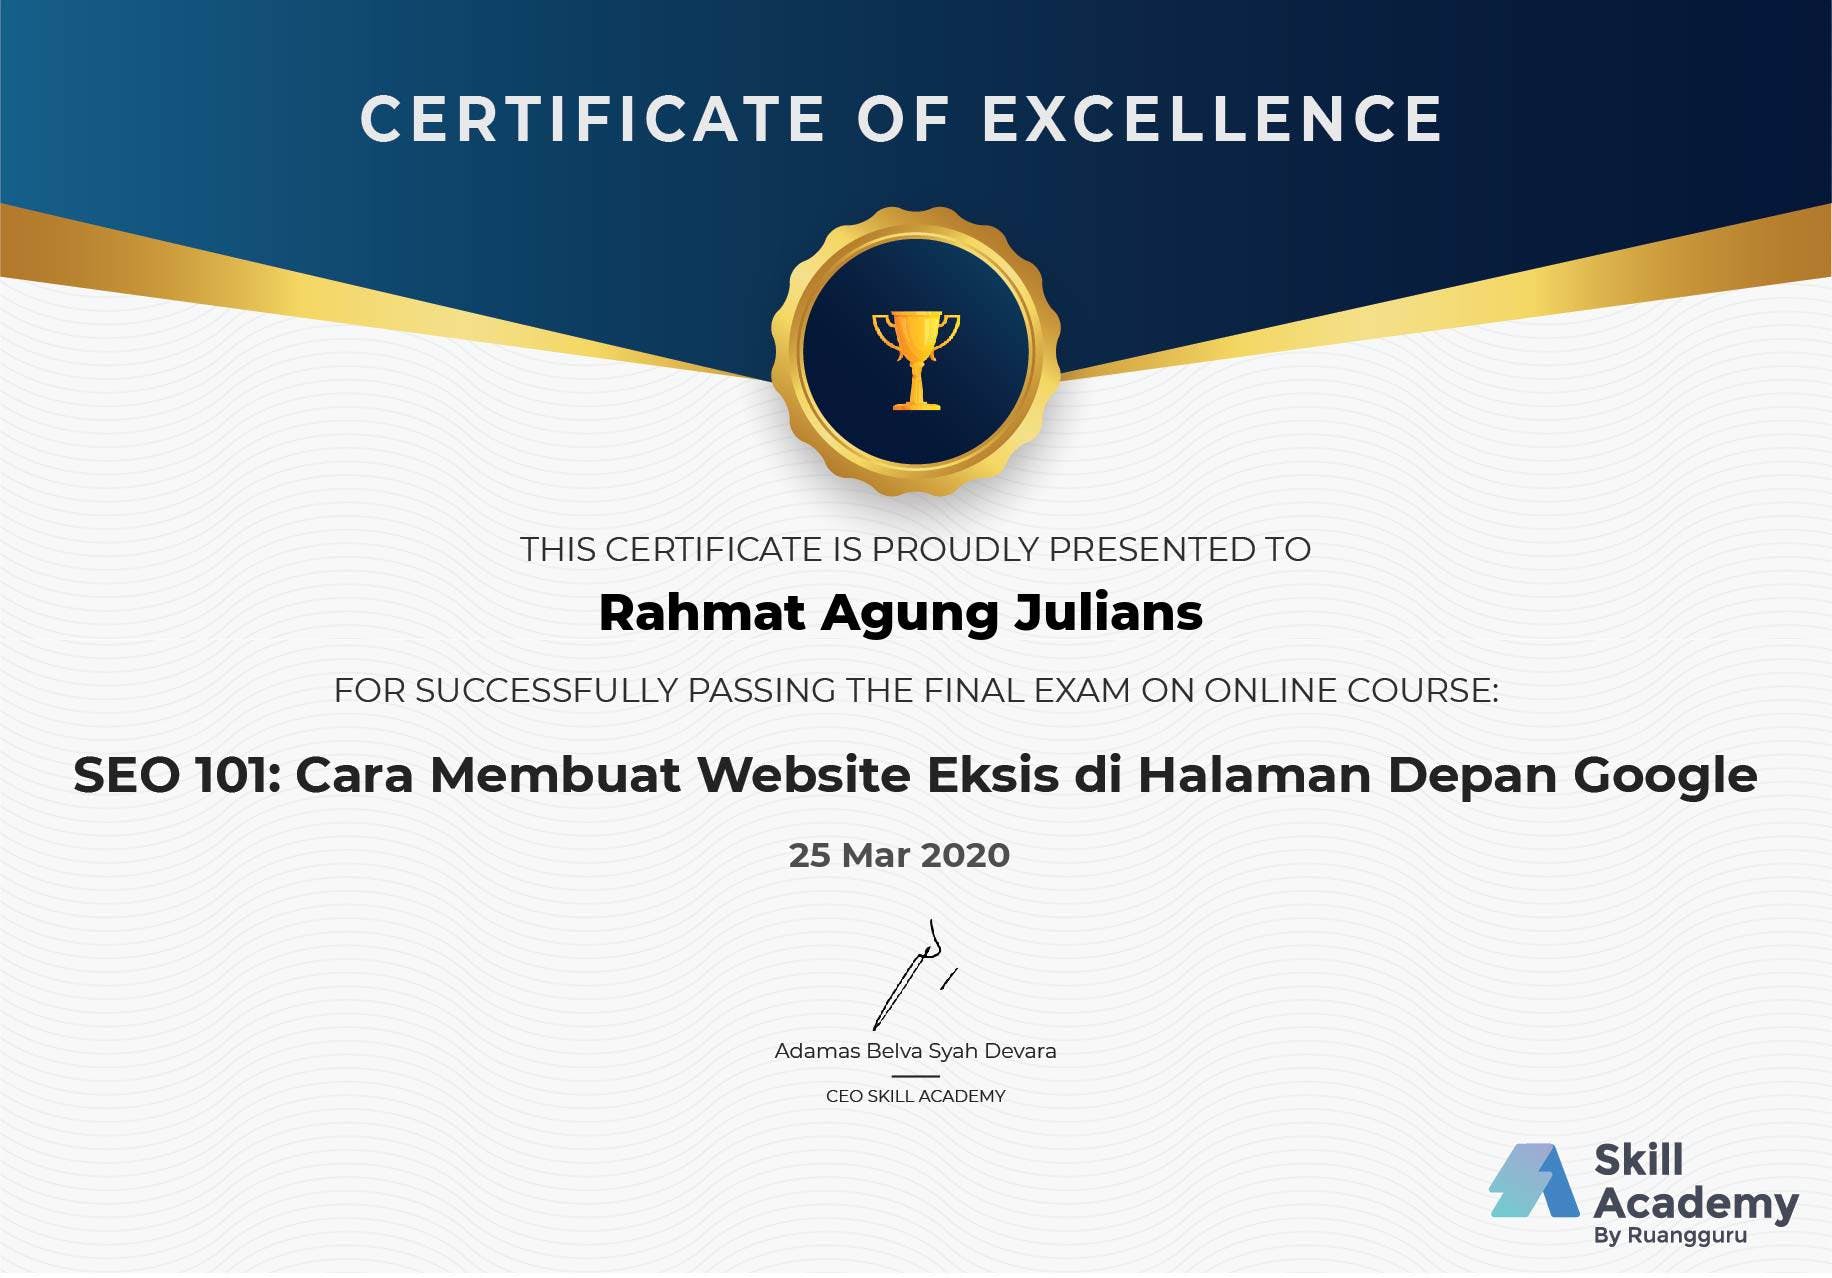 CERTIFICATE OF EXCELLENCE
THIS CERTIFICATE IS PROUDLY PRESENTED TO
Rahmat Agung Julians
FOR SUCCESSFULLY PASSING THE FINAL EXAM ON ONLINE COURSE:
SEO 101: Cara Membuat Website Eksis di Halaman Depan Google
25 Mar 2020
Adamas Belva Syah Devara
CEO SKILL ACADEMY
Skill
Academy
By Ruangguru